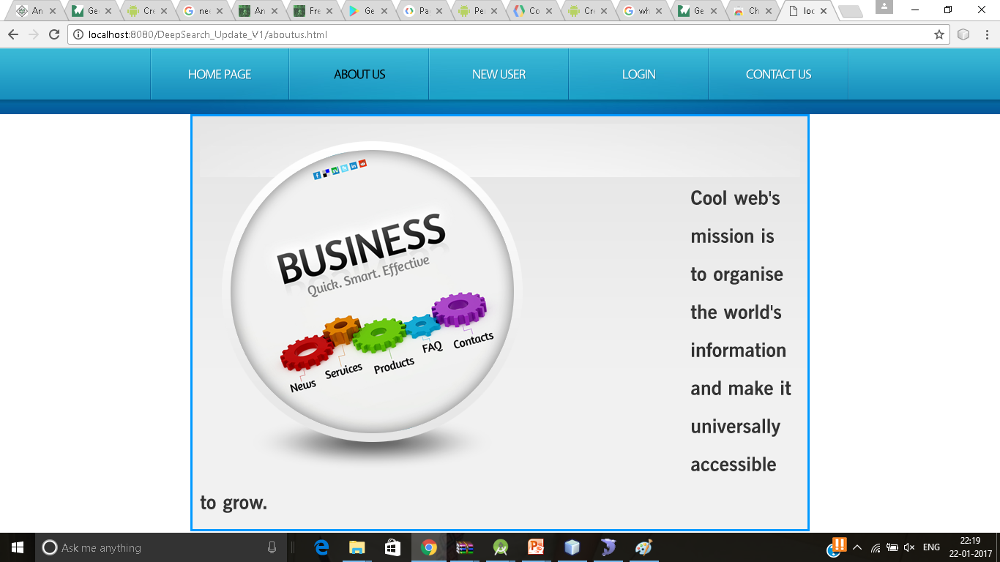 An
Ge
Cre
nee
An
Fre
Ge
Pa
Per
Co
Cre
wh
Ge
Ch
loc
localhost:8080/DeepSearch_Update_V1/aboutus.html
HOME PAGE
ABOUT US
NEW USER
LOGIN
CONTACT US
BUSINESS
Quick. Smart. Effective
News
Services
Products
FAQ
Contacts
Cool web's
mission is
to organise
the world's
information
and make it
universally
accessible
to grow.
Ask me anything
ENG
22:19
22-01-2017